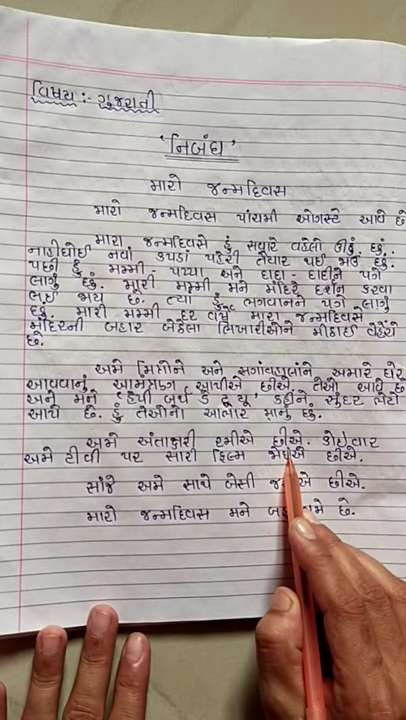 વિષય :- ગુજરાતી
'નિબંધ'
મારો જન્મદિવસ
મારો જન્મદિવસ પાંચમી ઓગસ્ટે આવે છે
મારા જન્મદિવસે હું સવારે વહેલો ઊઠું છું.
નાહીધોઈ નવાં કપડાં પહેરી તૈયાર થઈ જાઉં છું.
પછી હું મમ્મી - પપ્પા અને દાદા - દાદીને પગે
લાગું છું. મારી મમ્મી મને મંદિરે દર્શન કરવા
લઈ જાય છે. ત્યાં હું ભગવાનને પગે લાગું
છું. મારી મમ્મી દર વર્ષે મારા જન્મદિવસે
મંદિરની બહાર બેઠેલા ભિખારીઓને મીઠાઈ વહેંચે
છે.
અમે મિત્રોને અને સગાંવહાલાંને અમારે ઘેર
આવવાનું આમંત્રણ આપીએ છીએ. તેઓ આવે છે
અને મને 'હેપી બર્થ ડે ટુ યૂ' કહીને સુંદર ભેટો
આપે છે. હું તેઓનો આભાર માનું છું.
અમે અંતાક્ષરી રમીએ છીએ. કોઈવાર
અમે ટીવી પર સારી ફિલ્મ જોઈએ છીએ.
સાંજે અમે સાથે બેસી છીએ.
મારો જન્મદિવસ મને છે.